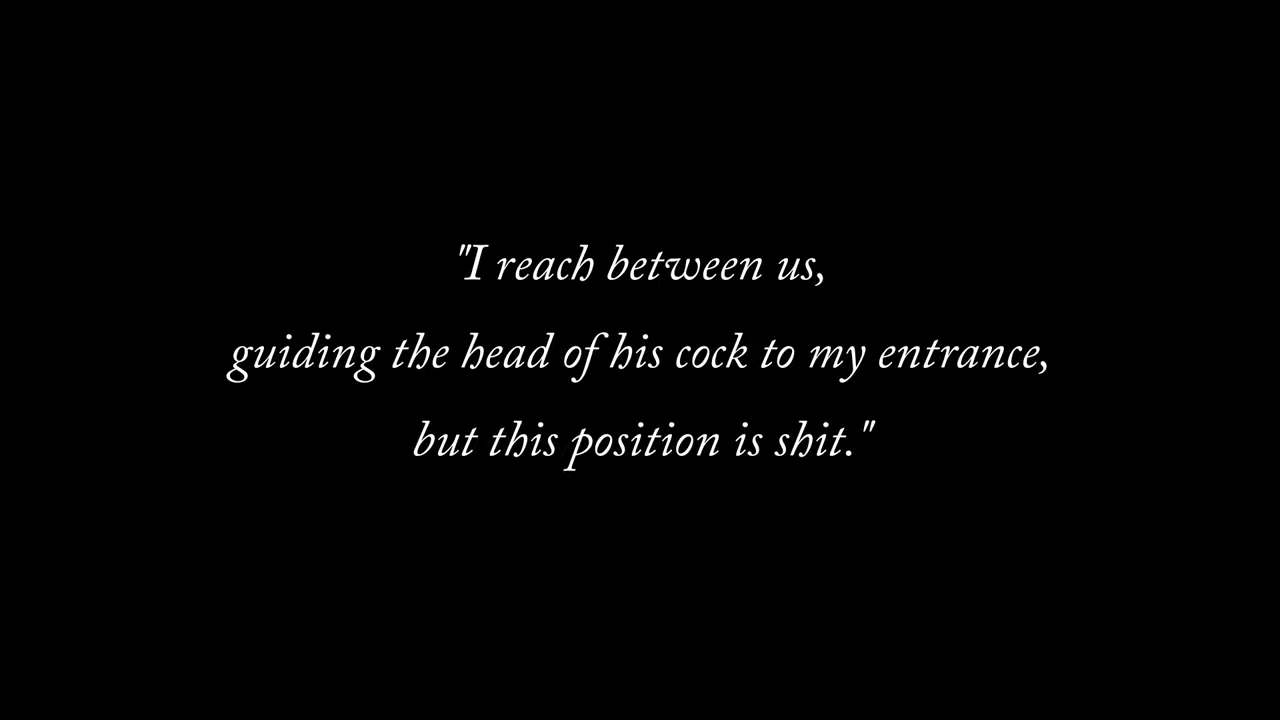 "I reach between us,
guiding the head of his cock to my entrance,
but this position is shit."